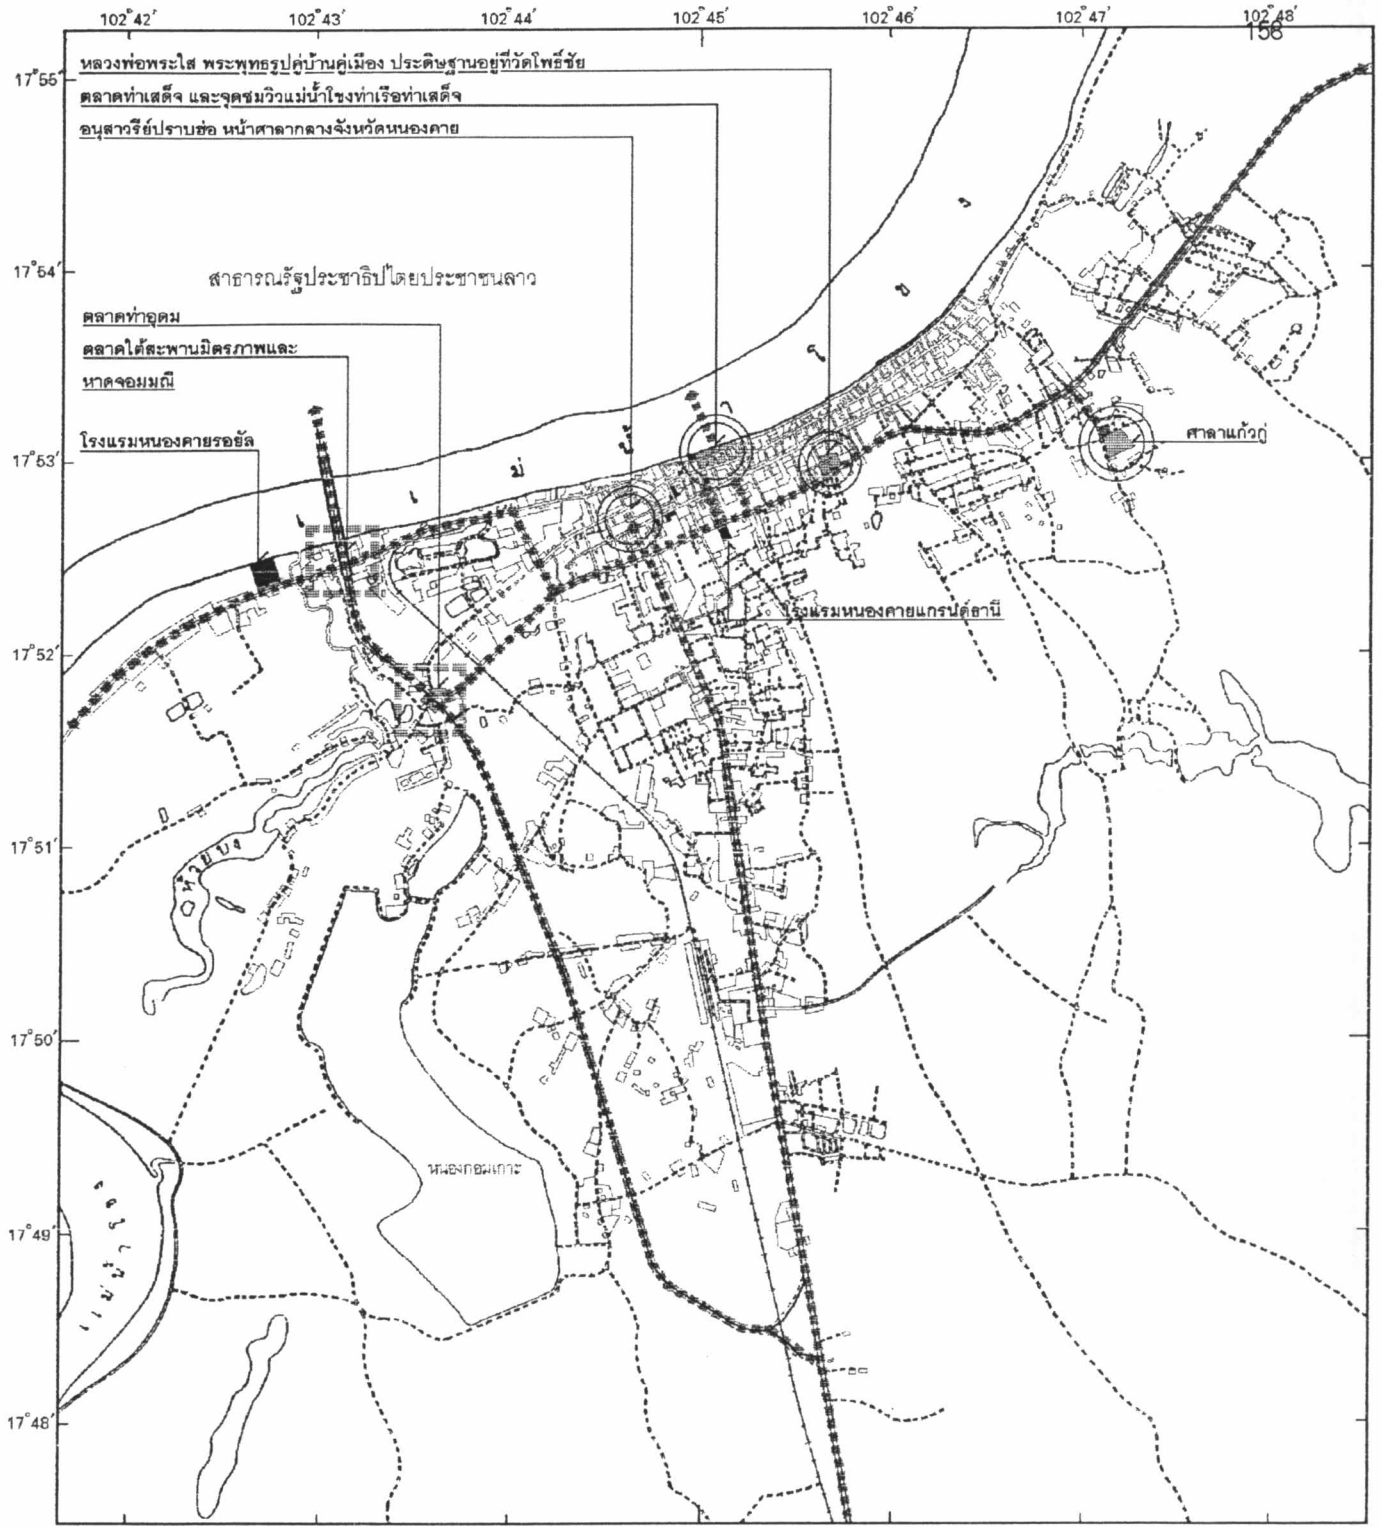 102°42' 102°43' 102°44' 102°45' 102°46' 102°47' 102°48'
158
17°55'
หลวงพ่อพระใส พระพุทธรูปคู่บ้านคู่เมือง ประดิษฐานอยู่ที่วัดโพธิ์ชัย
ตลาดท่าเสด็จ และจุดชมวิวแม่น้ำโขงท่าเรือท่าเสด็จ
อนุสาวรีย์ปราบฮ่อ หน้าศาลากลางจังหวัดหนองคาย
17°54'
สาธารณรัฐประชาธิปไตยประชาชนลาว
ตลาดท่าอุดม
ตลาดใต้สะพานมิตรภาพและ
หาดจอมมณี
โรงแรมหนองคายรอยัล
ศาลาแก้วกู่
17°53'
โรงแรมหนองคายแกรนด์ธานี
17°52'
17°51'
ห้วยบง
17°50'
หนองกอมเกาะ
17°49'
17°48'